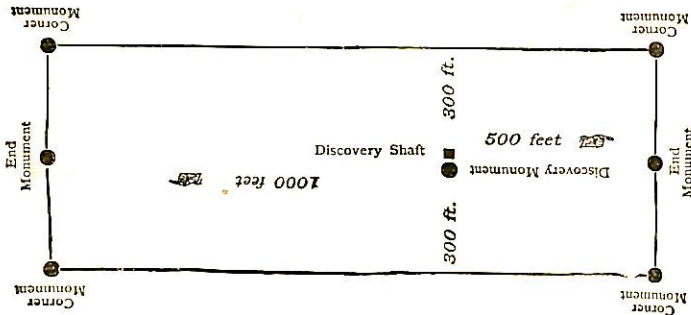 Corner
Monument
Corner
Monument
300 ft.
500 feet
End
Monument
Discovery Shaft
Discovery Monument
End
Monument
1000 feet
300 ft.
Corner
Monument
Corner
Monument